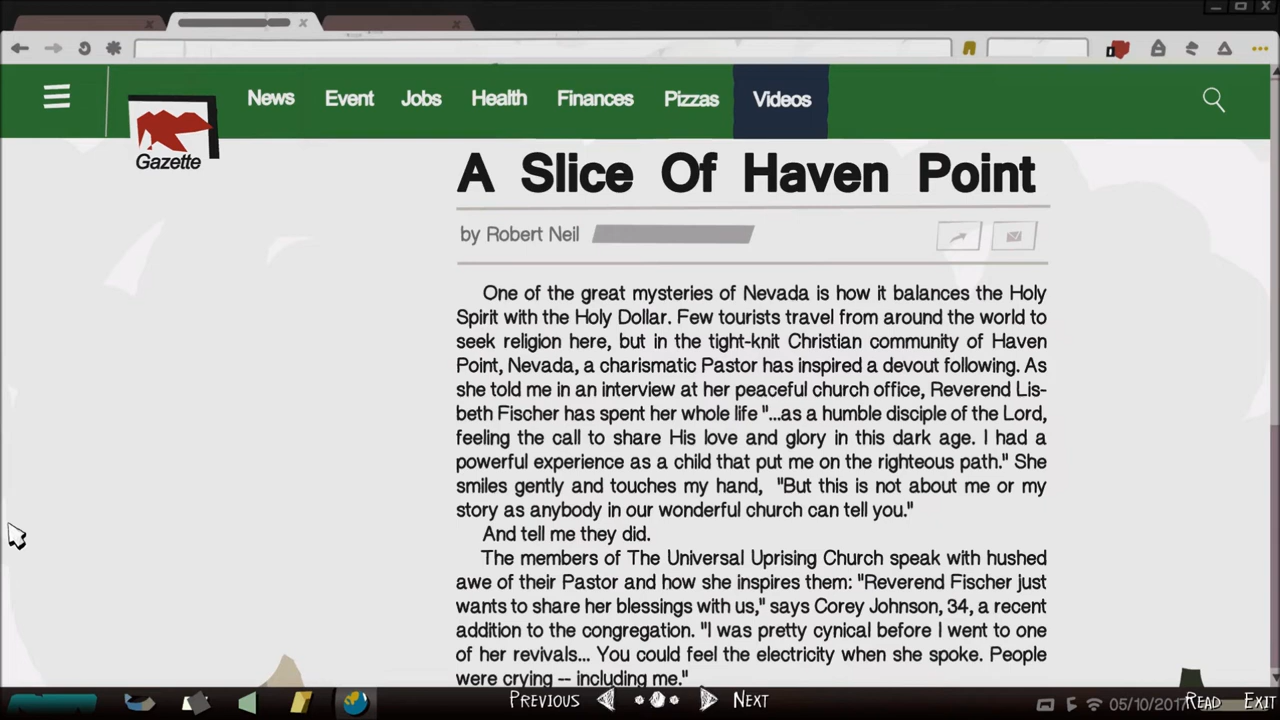 News Event Jobs Health Finances Pizzas Videos
Gazette
A Slice Of Haven Point
by Robert Neil
One of the great mysteries of Nevada is how it balances the Holy
Spirit with the Holy Dollar. Few tourists travel from around the world to
seek religion here, but in the tight-knit Christian community of Haven
Point, Nevada, a charismatic Pastor has inspired a devout following. As
she told me in an interview at her peaceful church office, Reverend Lis-
beth Fischer has spent her whole life "...as a humble disciple of the Lord,
feeling the call to share His love and glory in this dark age. I had a
powerful experience as a child that put me on the righteous path." She
smiles gently and touches my hand, "But this is not about me or my
story as anybody in our wonderful church can tell you."
And tell me they did.
The members of The Universal Uprising Church speak with hushed
awe of their Pastor and how she inspires them: "Reverend Fischer just
wants to share her blessings with us," says Corey Johnson, 34, a recent
addition to the congregation. "I was pretty cynical before I went to one
of her revivals... You could feel the electricity when she spoke. People
were crying -- including me."
PREVIOUS NEXT
05/10/2017 READ EXIT